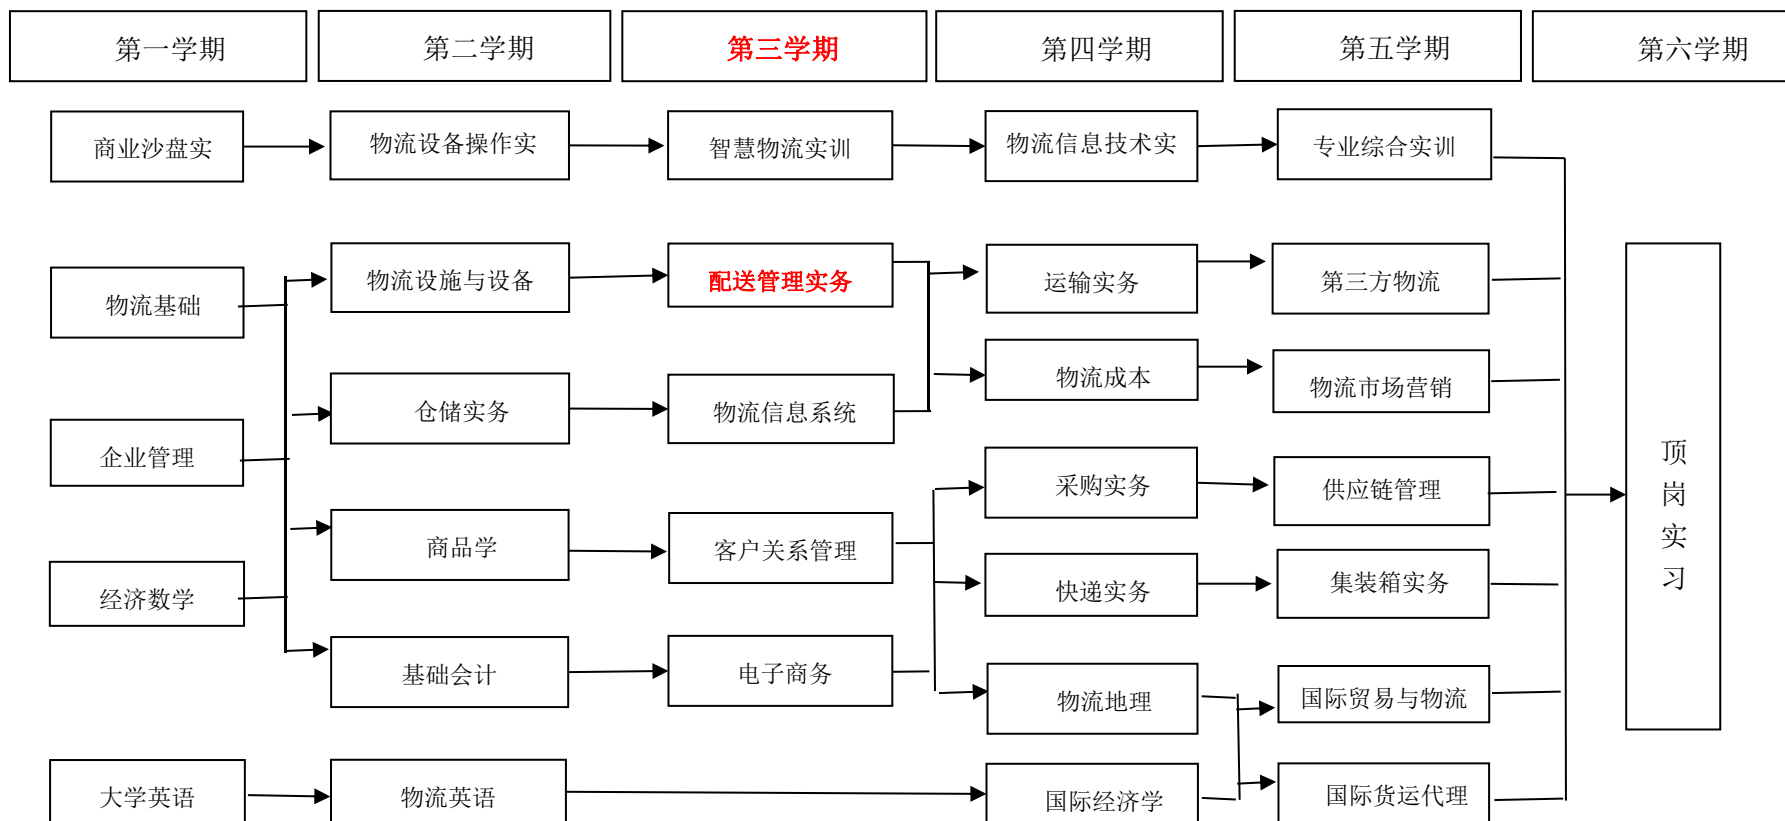 第一学期
第二学期
第三学期
第四学期
第五学期
第六学期
商业沙盘实
物流设备操作实
智慧物流实训
物流信息技术实
专业综合实训
物流基础
物流设施与设备
配送管理实务
运输实务
第三方物流
物流成本
物流市场营销
仓储实务
物流信息系统
企业管理
采购实务
供应链管理
商品学
客户关系管理
快递实务
集装箱实务
经济数学
基础会计
电子商务
物流地理
国际贸易与物流
大学英语
物流英语
国际经济学
国际货运代理
顶
岗
实
习